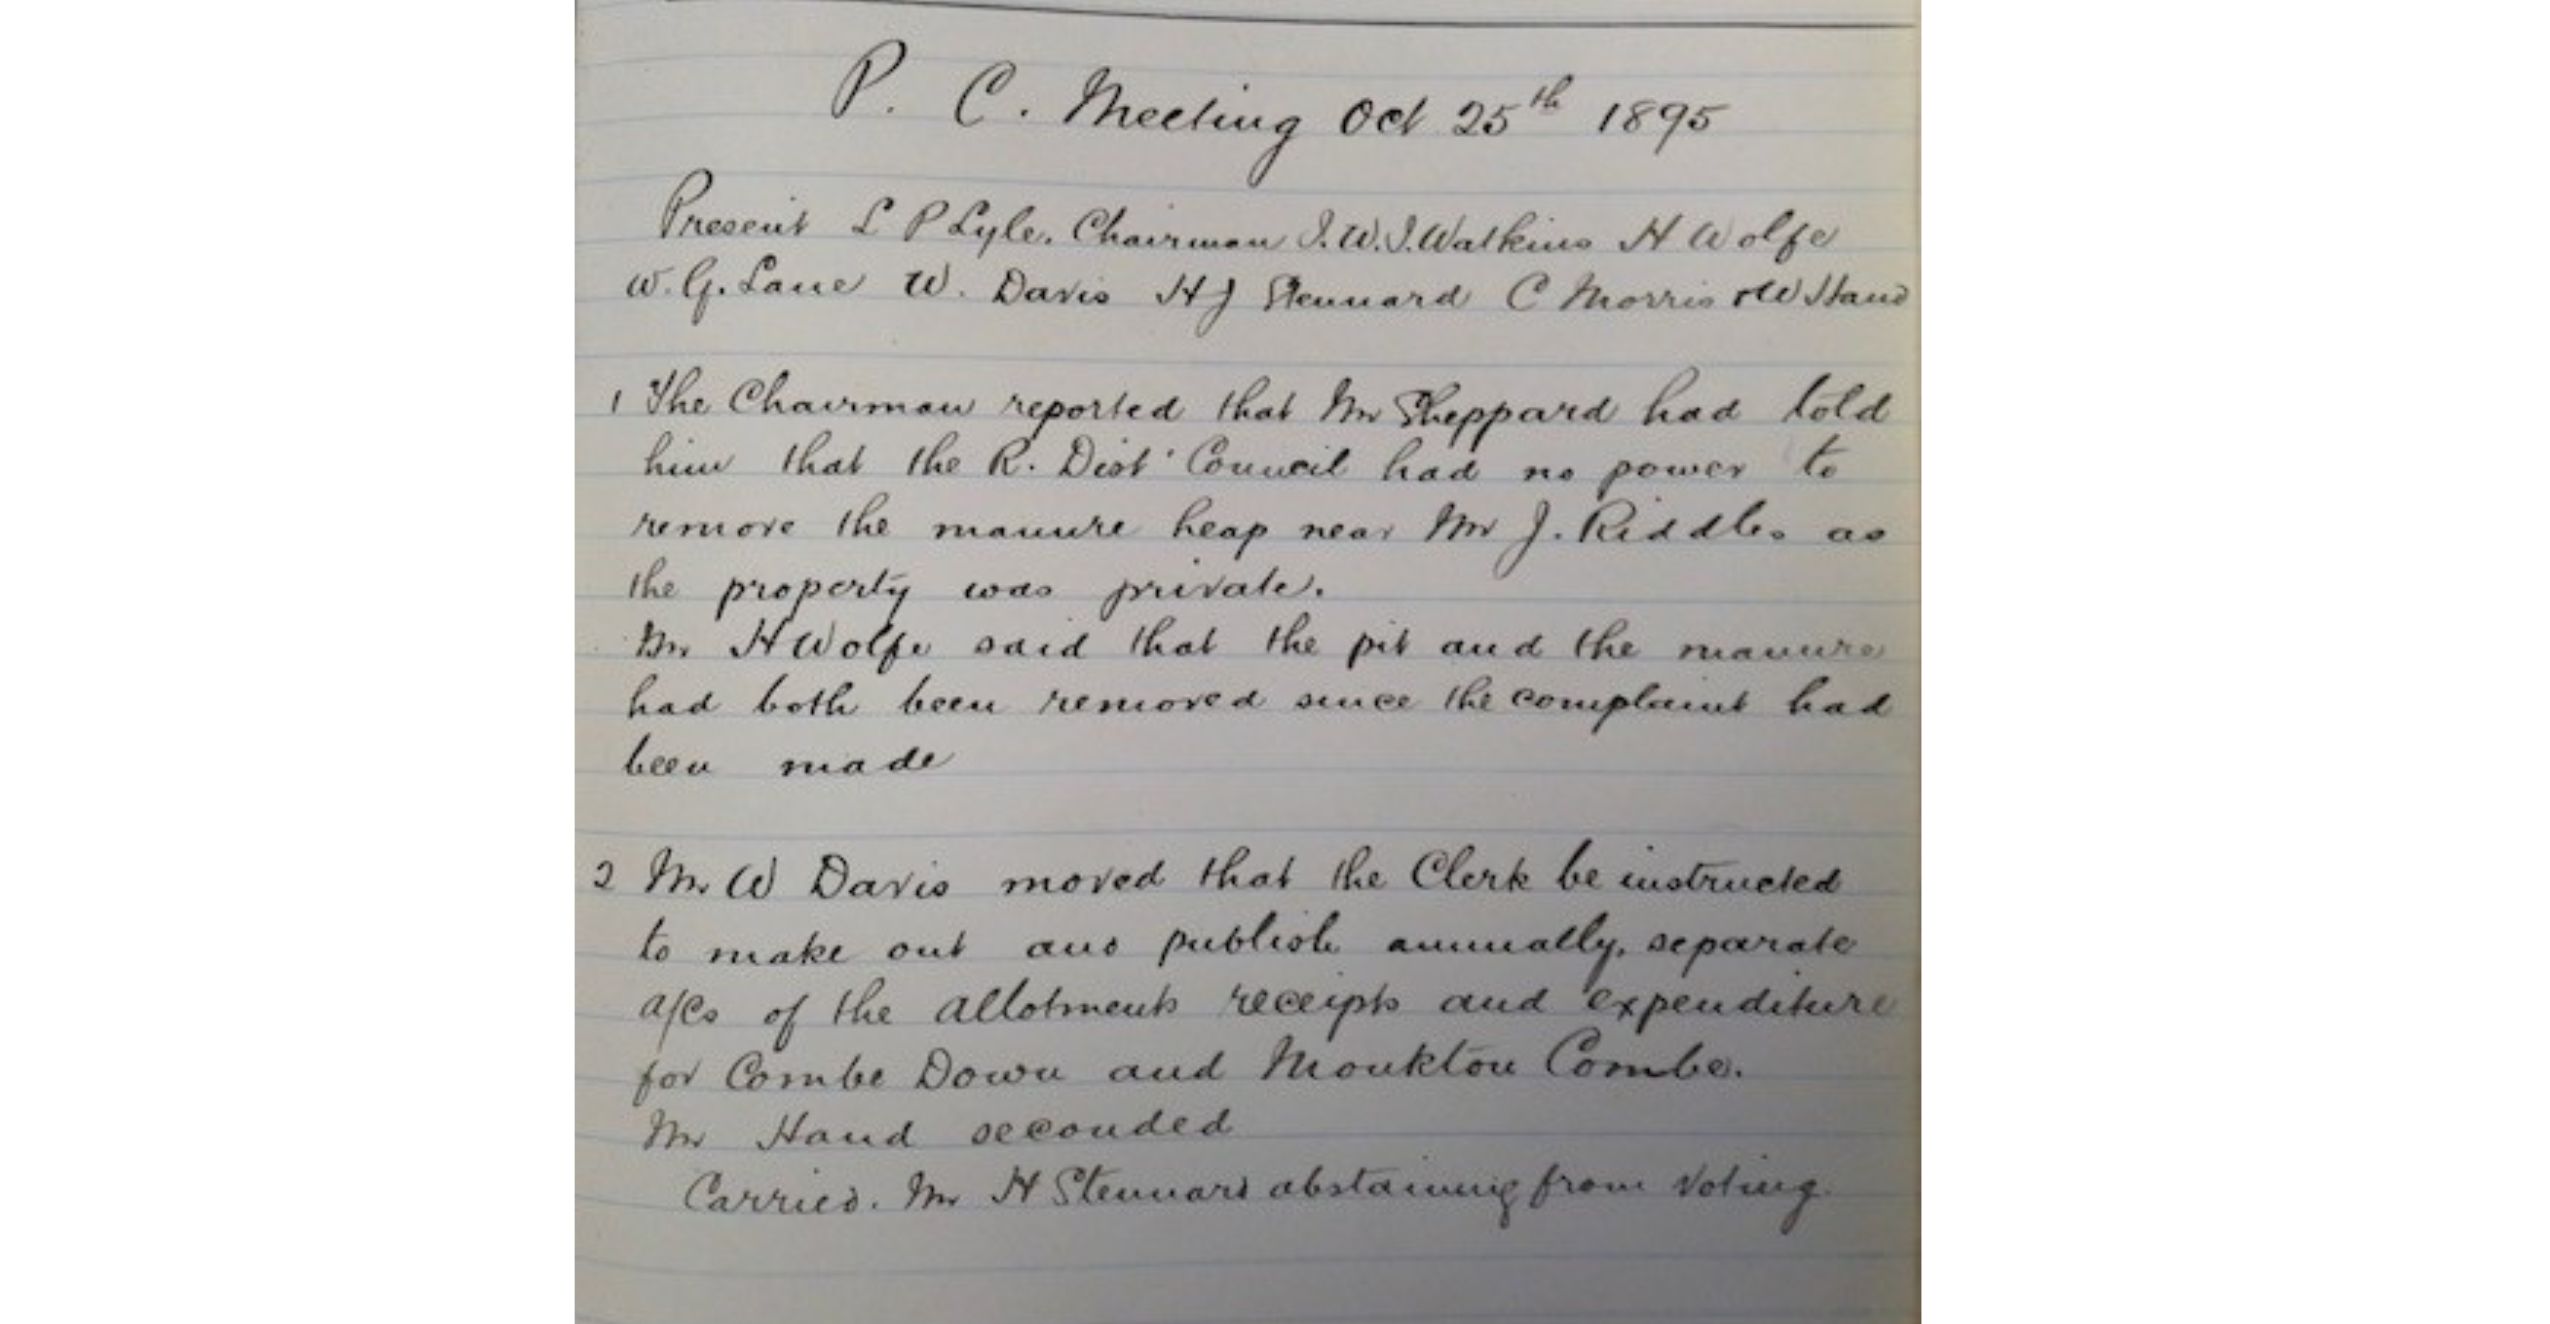 P. C. Meeting Oct 25th 1895
Present L P Lyle. Chairman J.W.J.Watkins H Wolfe
W. G. Lane W. Davis H J Stennard C Morris & W Hand
1 The Chairman reported that Mr Sheppard had told
him that the R. Dist. Council had no power to
remove the manure heap near Mr J. Riddles as
the property was private.
Mr H Wolfe said that the pit and the manure
had both been removed since the complaint had
been made
2 Mr W Davis moved that the Clerk be instructed
to make out and publish annually, separate
a/cs of the allotments receipts and expenditure
for Combe Down and Monkton Combe.
Mr Hand seconded
Carried. Mr H Stennard abstaining from voting.